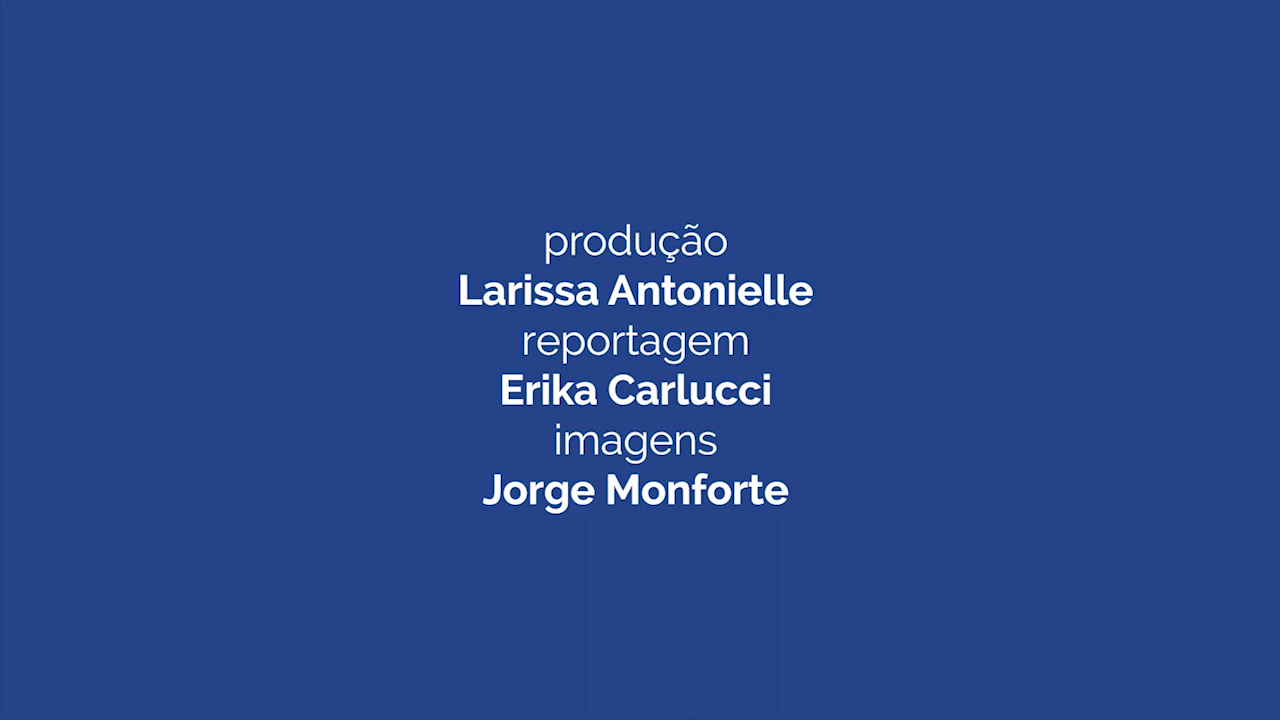 produção
Larissa Antonielle
reportagem
Erika Carlucci
imagens
Jorge Monforte